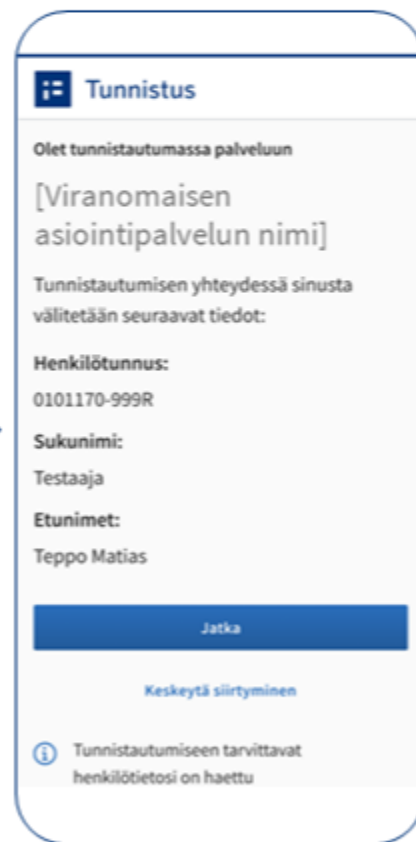 Tunnistus
Olet tunnistautumassa palveluun
[Viranomaisen
asiointipalvelun nimi]
Tunnistautumisen yhteydessä sinusta
välitetään seuraavat tiedot:
Henkilötunnus:
0101170-999R
Sukunimi:
Testaaja
Etunimet:
Teppo Matias
Jatka
Keskeytä siirtyminen
Tunnistautumiseen tarvittavat
henkilötietosi on haettu